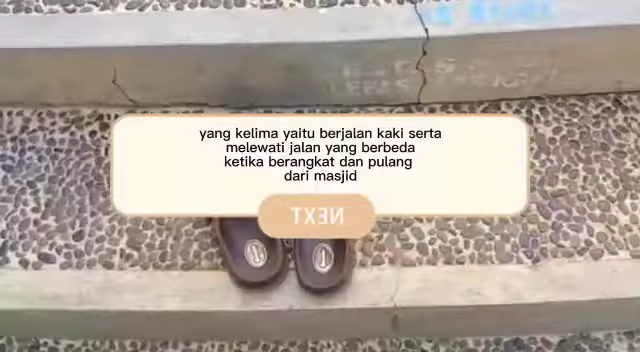 yang kelima yaitu berjalan kaki serta
melewati jalan yang berbeda
ketika berangkat dan pulang
dari masjid
NEXT